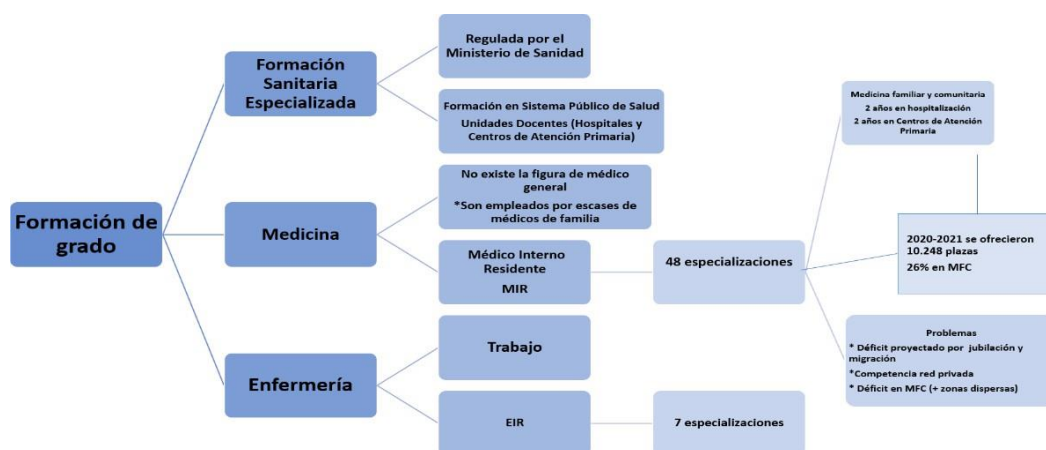 Formación de
grado
Formación
Sanitaria
Especializada
Regulada por el
Ministerio de Sanidad
Formación en Sistema Público de Salud
Unidades Docentes (Hospitales y
Centros de Atención Primaria)
Medicina
No existe la figura de médico
general
*Son empleados por escases de
médicos de familia
Médico Interno
Residente
MIR
48 especializaciones
Medicina familiar y comunitaria
2 años en hospitalización
2 años en Centros de Atención
Primaria
2020-2021 se ofrecieron
10.248 plazas
26% en MFC
Problemas
* Déficit proyectado por jubilación y
migración
*Competencia red privada
* Déficit en MFC (+ zonas dispersas)
Enfermería
Trabajo
EIR
7 especializaciones